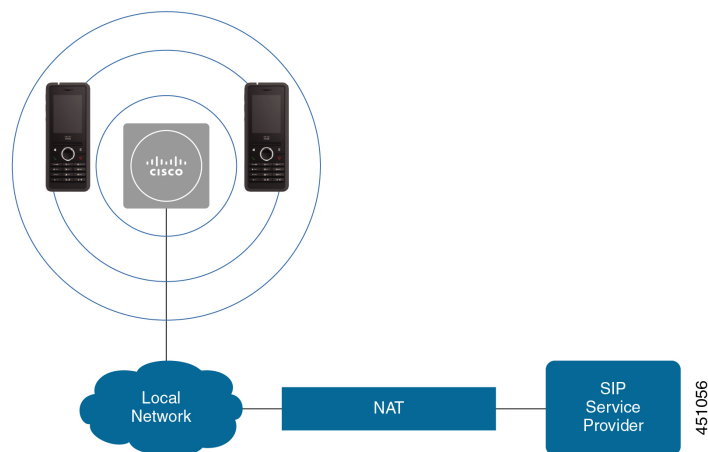 CISCO
Local
Network
NAT
SIP
Service
Provider
451056